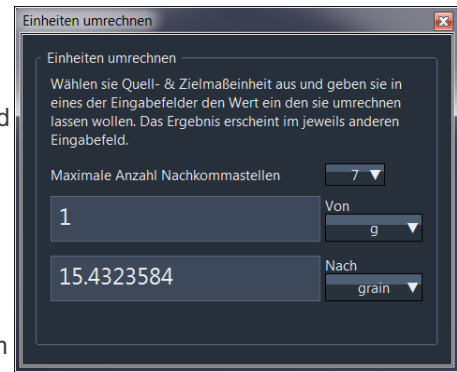 Einheiten umrechnen
Einheiten umrechnen
Wählen sie Quell- & Zielmaßeinheit aus und geben sie in
eines der Eingabefelder den Wert ein den sie umrechnen
lassen wollen. Das Ergebnis erscheint im jeweils anderen
Eingabefeld.
Maximale Anzahl Nachkommastellen 7
1
Von
g
15.4323584
Nach
grain